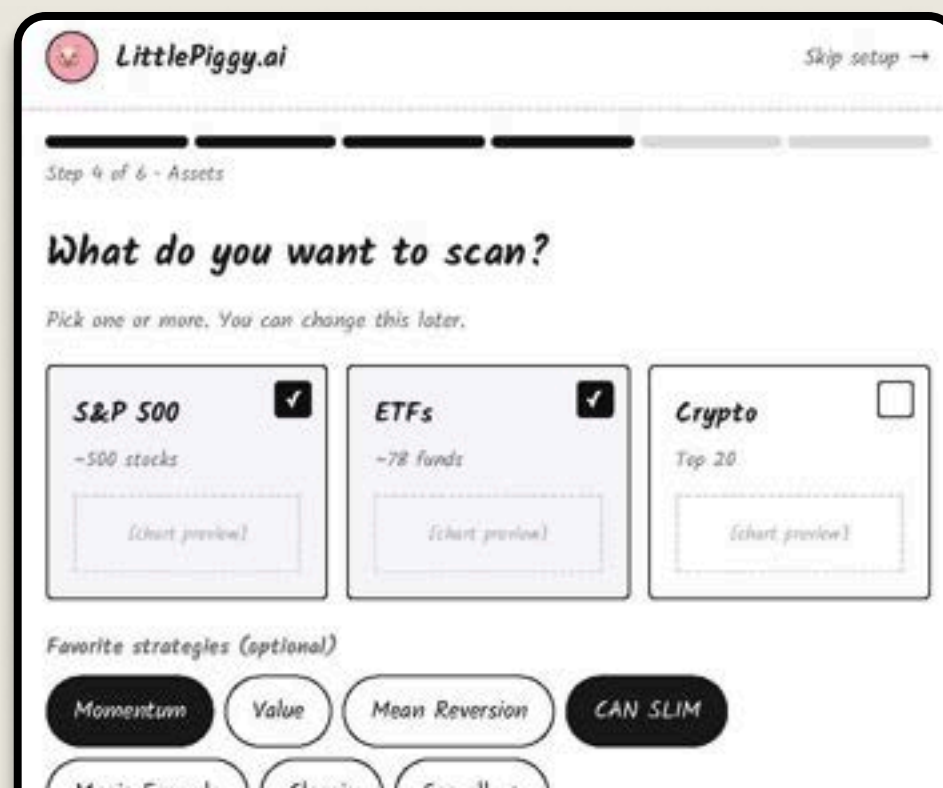 LittlePiggy.ai
Skip setup →
Step 4 of 6 - Assets
What do you want to scan?
Pick one or more. You can change this later.
S&P 500
ETFs
Crypto
~500 stocks
~78 funds
Top 20
[chart preview]
[chart preview]
[chart preview]
Favorite strategies (optional)
Momentum
Value
Mean Reversion
CAN SLIM
Magic Formula